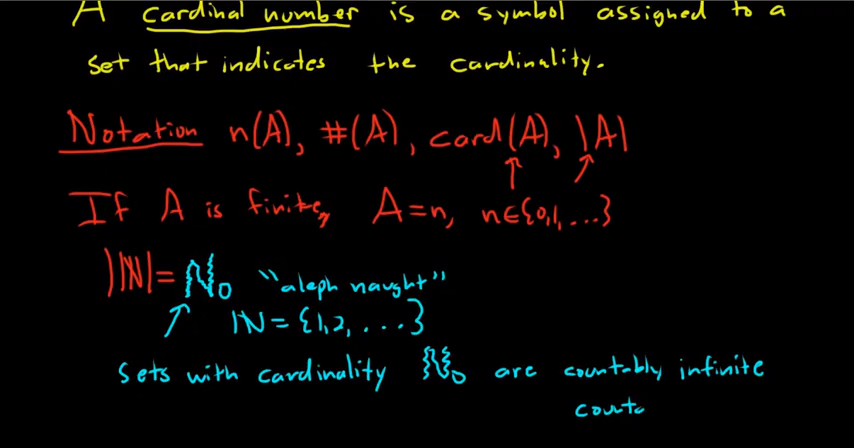 A cardinal number is a symbol assigned to a
set that indicates the cardinality.
Notation n(A), #(A), card(A), |A|
If A is finite, A=n, n∈{0,1,...}
|ℕ|=ℵ₀ "aleph naught"
ℕ = {1,2,...}
Sets with cardinality ℵ₀ are countably infinite
counta